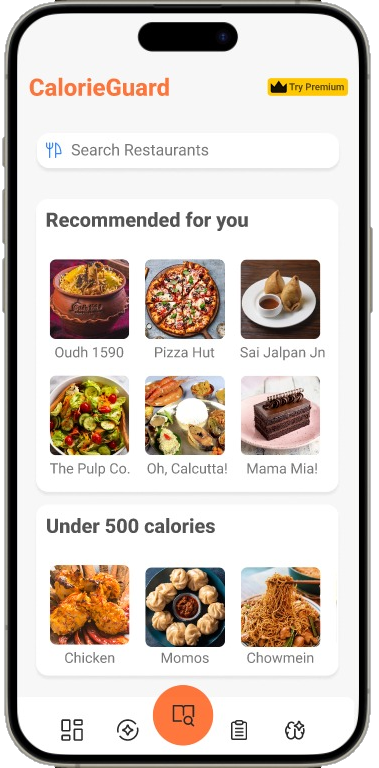 CalorieGuard
Try Premium
Search Restaurants
Recommended for you
Oudh 1590
Pizza Hut
Sai Jalpan Jn
The Pulp Co.
Oh, Calcutta!
Mama Mia!
Under 500 calories
Chicken
Momos
Chowmein